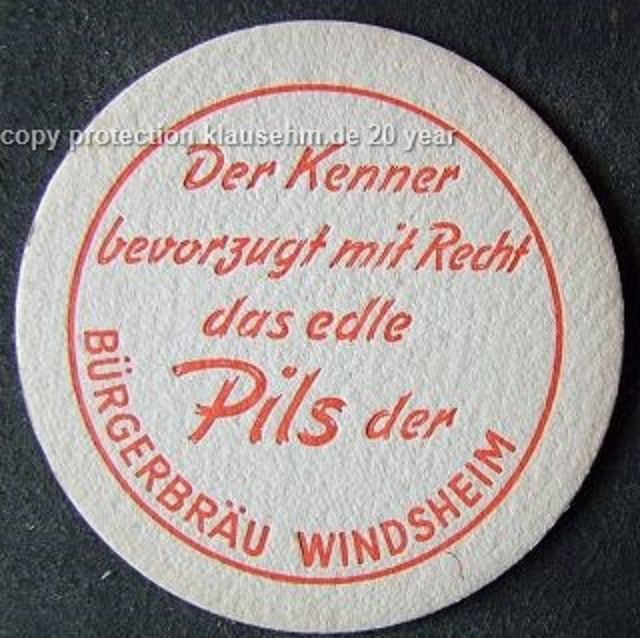 copy protection klausehm.de 20 year
Der Kenner
bevorzugt mit Recht
das edle
Pils der
BÜRGERBRÄU WINDSHEIM